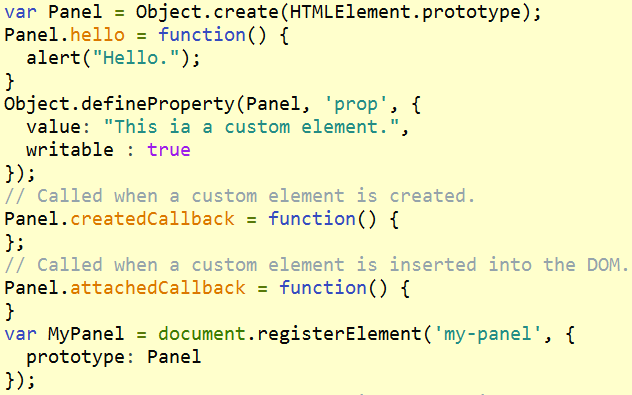 var Panel = Object.create(HTMLElement.prototype);
Panel.hello = function() {
  alert("Hello.");
}
Object.defineProperty(Panel, 'prop', {
  value: "This ia a custom element.",
  writable : true
});
// Called when a custom element is created.
Panel.createdCallback = function() {
};
// Called when a custom element is inserted into the DOM.
Panel.attachedCallback = function() {
}
var MyPanel = document.registerElement('my-panel', {
  prototype: Panel
});